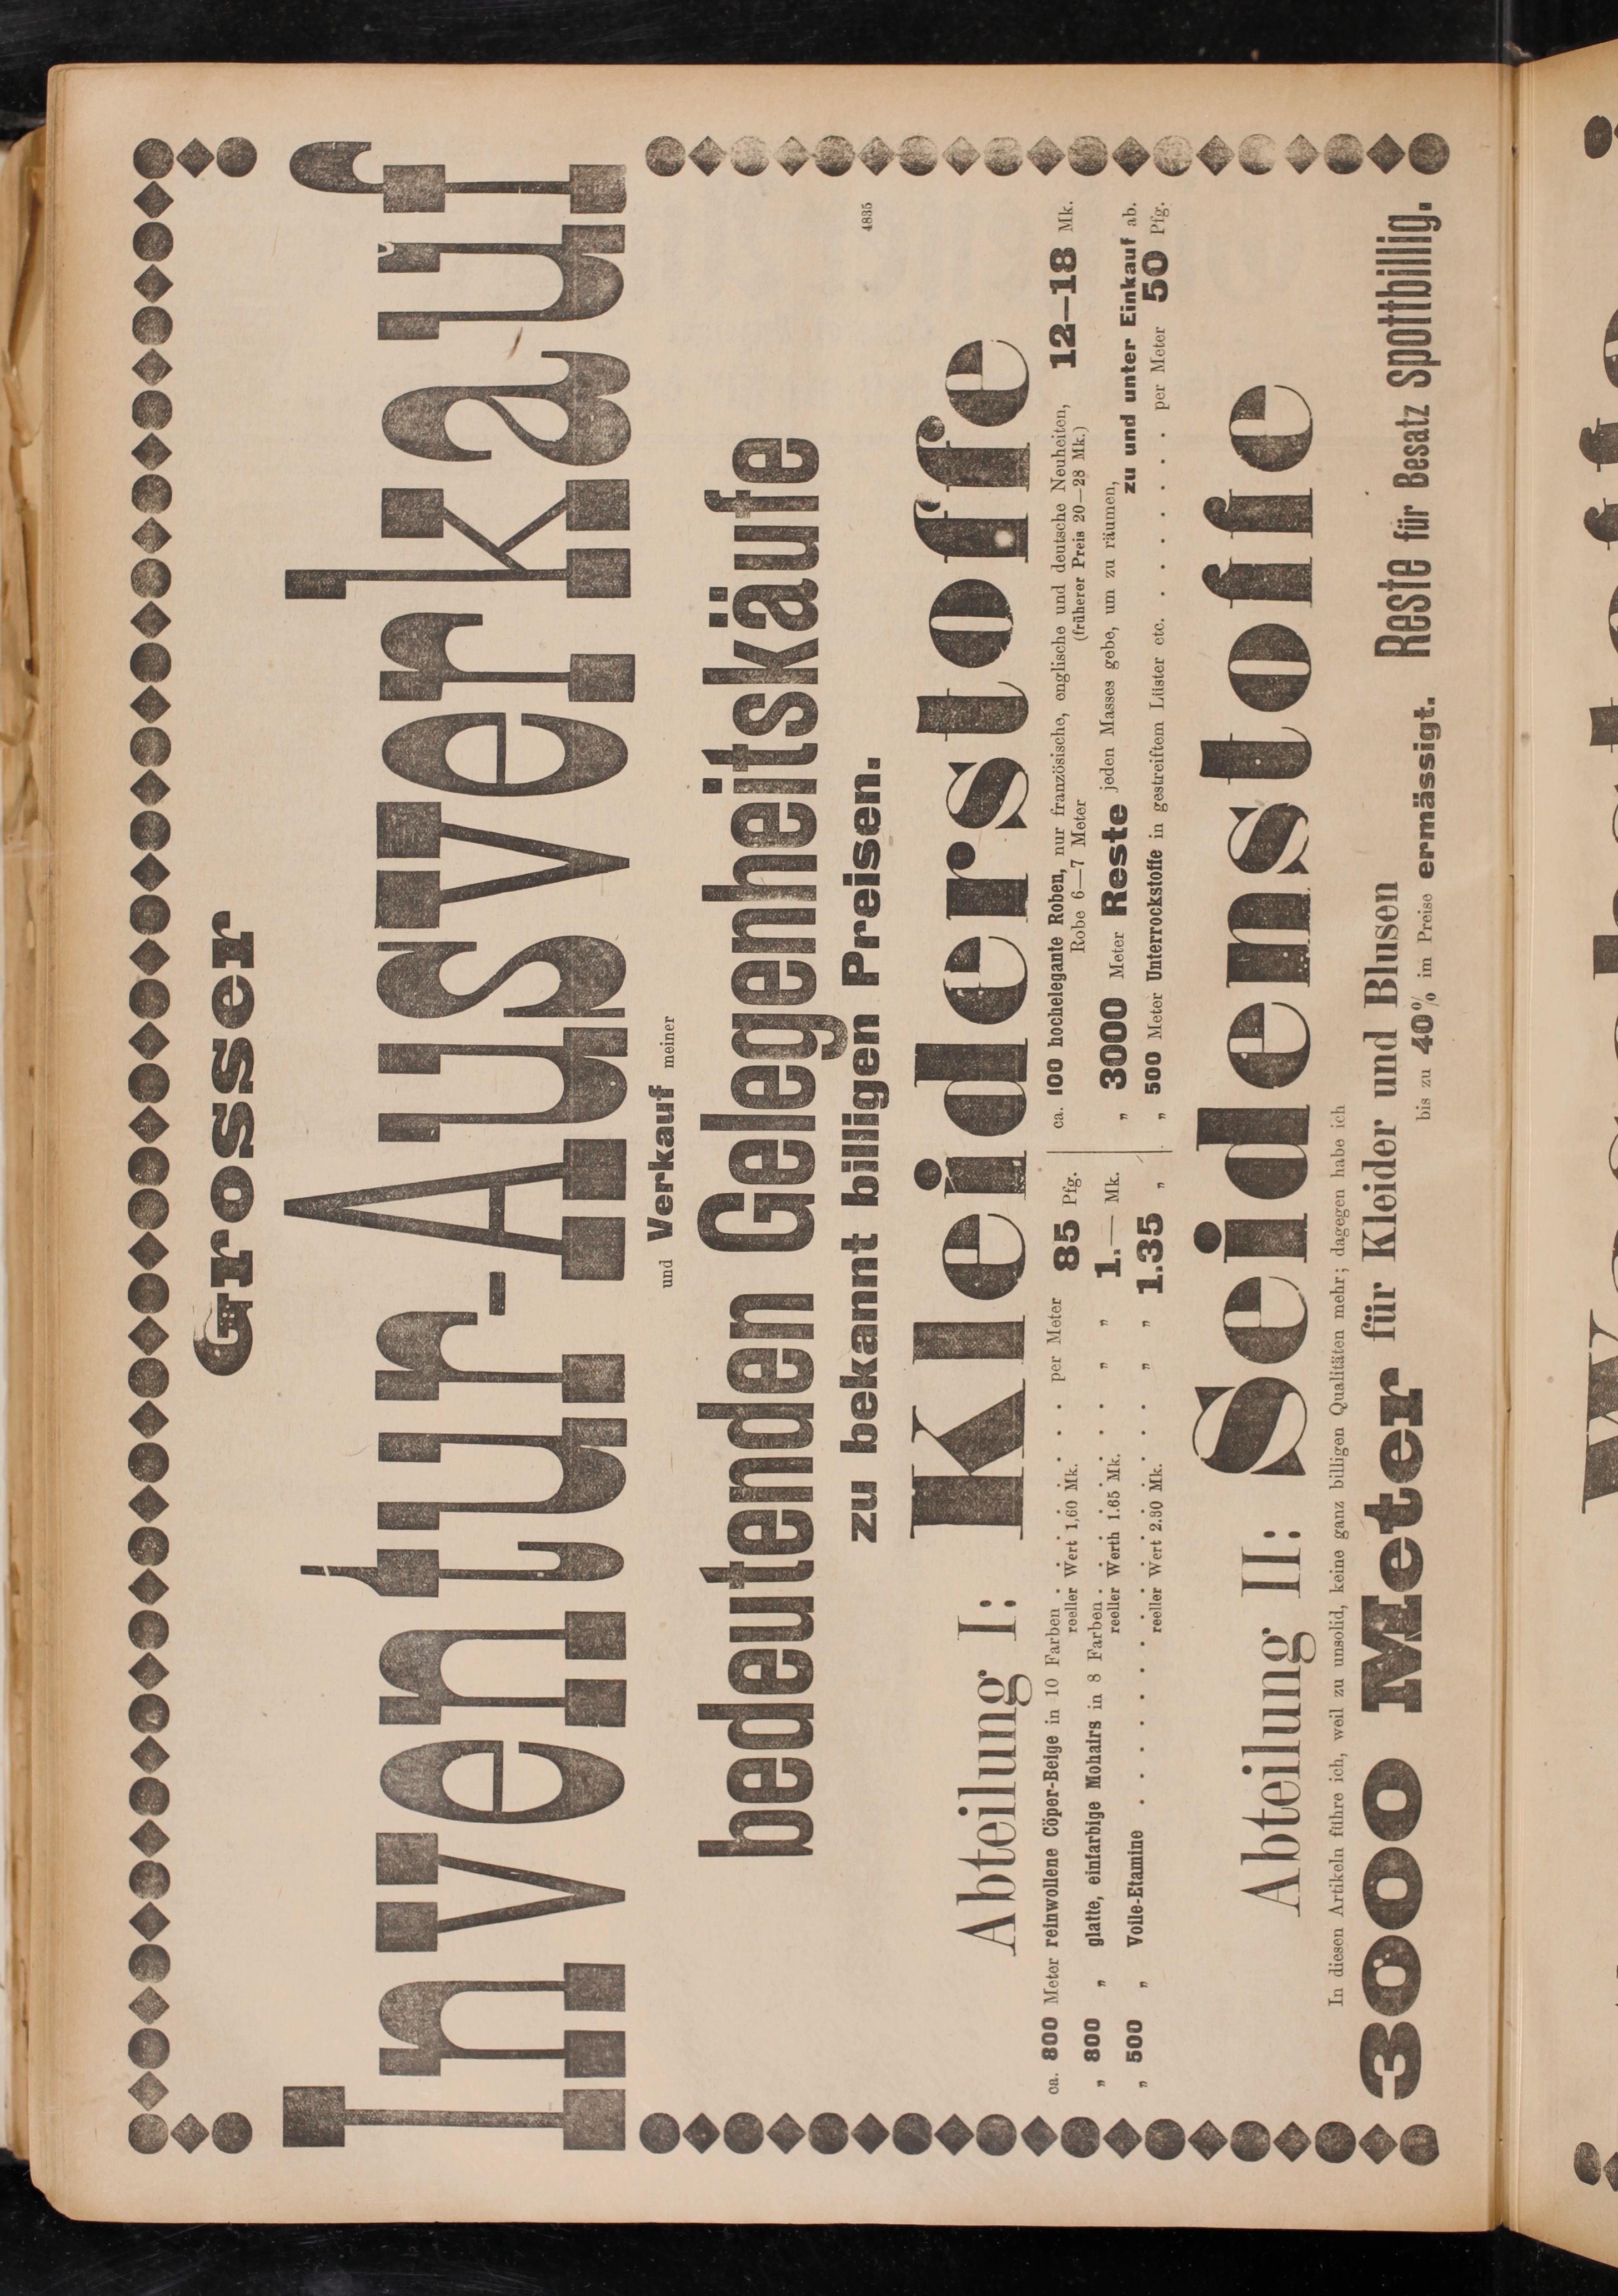 Grosser
Inventur-Ausverkauf
und Verkauf meiner
bedeutenden Gelegenheitskäufe
zu bekannt billigen Preisen.
4835
Abteilung I: Kleiderstoffe
ca. 800 Meter reinwollene Cöper-Beige in 10 Farben . . . . . per Meter 85 Pfg.
reeller Wert 1,60 Mk.
„ 800 „ glatte, einfarbige Mohairs in 8 Farben . . . . . „ „ 1.— Mk.
reeller Werth 1.65 Mk.
„ 500 „ Voile-Etamine . . . . . . . . . . „ „ 1.35 „
reeller Wert 2.30 Mk.
ca. 100 hochelegante Roben, nur französische, englische und deutsche Neuheiten,
Robe 6—7 Meter (früherer Preis 20—28 Mk.) 12—18 Mk.
„ 3000 Meter Reste jeden Masses gebe, um zu räumen,
zu und unter Einkauf ab.
„ 500 Meter Unterrockstoffe in gestreiftem Lüster etc. . . . . . . . per Meter 50 Pfg.
Abteilung II: Seidenstoffe
In diesen Artikeln führe ich, weil zu unsolid, keine ganz billigen Qualitäten mehr; dagegen habe ich
3000 Meter für Kleider und Blusen
bis zu 40% im Preise ermässigt.
Reste für Besatz spottbillig.